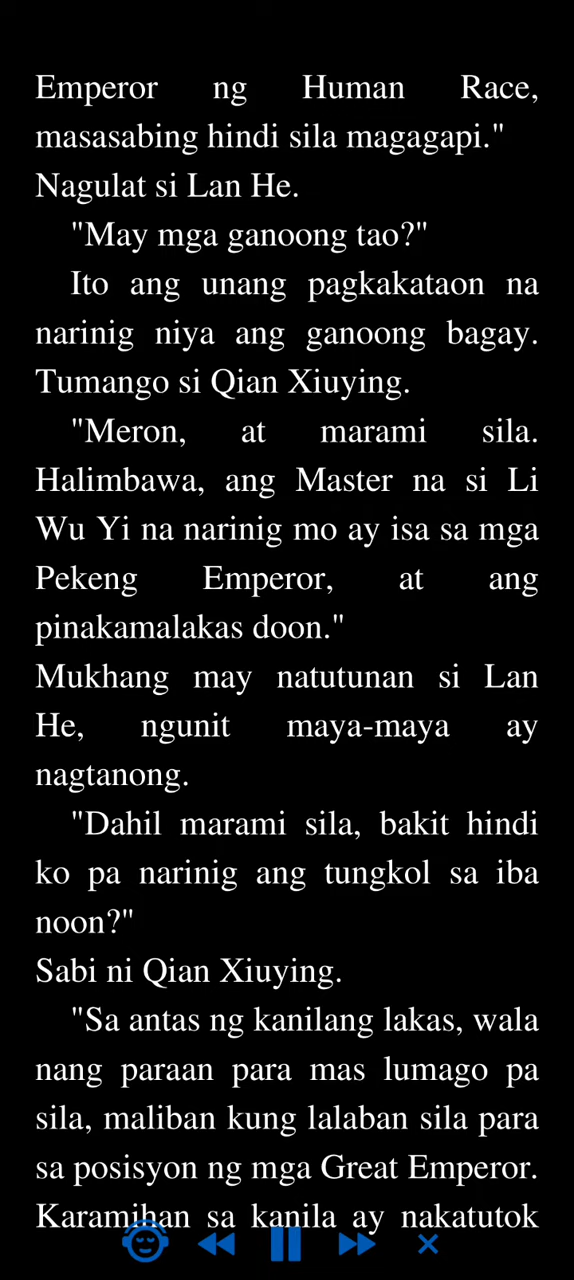 Emperor ng Human Race,
masasabing hindi sila magagapi."
Nagulat si Lan He.
"May mga ganoong tao?"
Ito ang unang pagkakataon na
narinig niya ang ganoong bagay.
Tumango si Qian Xiuying.
"Meron, at marami sila.
Halimbawa, ang Master na si Li
Wu Yi na narinig mo ay isa sa mga
Pekeng Emperor, at ang
pinakamalakas doon."
Mukhang may natutunan si Lan
He, ngunit maya-maya ay
nagtanong.
"Dahil marami sila, bakit hindi
ko pa narinig ang tungkol sa iba
noon?"
Sabi ni Qian Xiuying.
"Sa antas ng kanilang lakas, wala
nang paraan para mas lumago pa
sila, maliban kung lalaban sila para
sa posisyon ng mga Great Emperor.
Karamihan sa kanila ay nakatutok